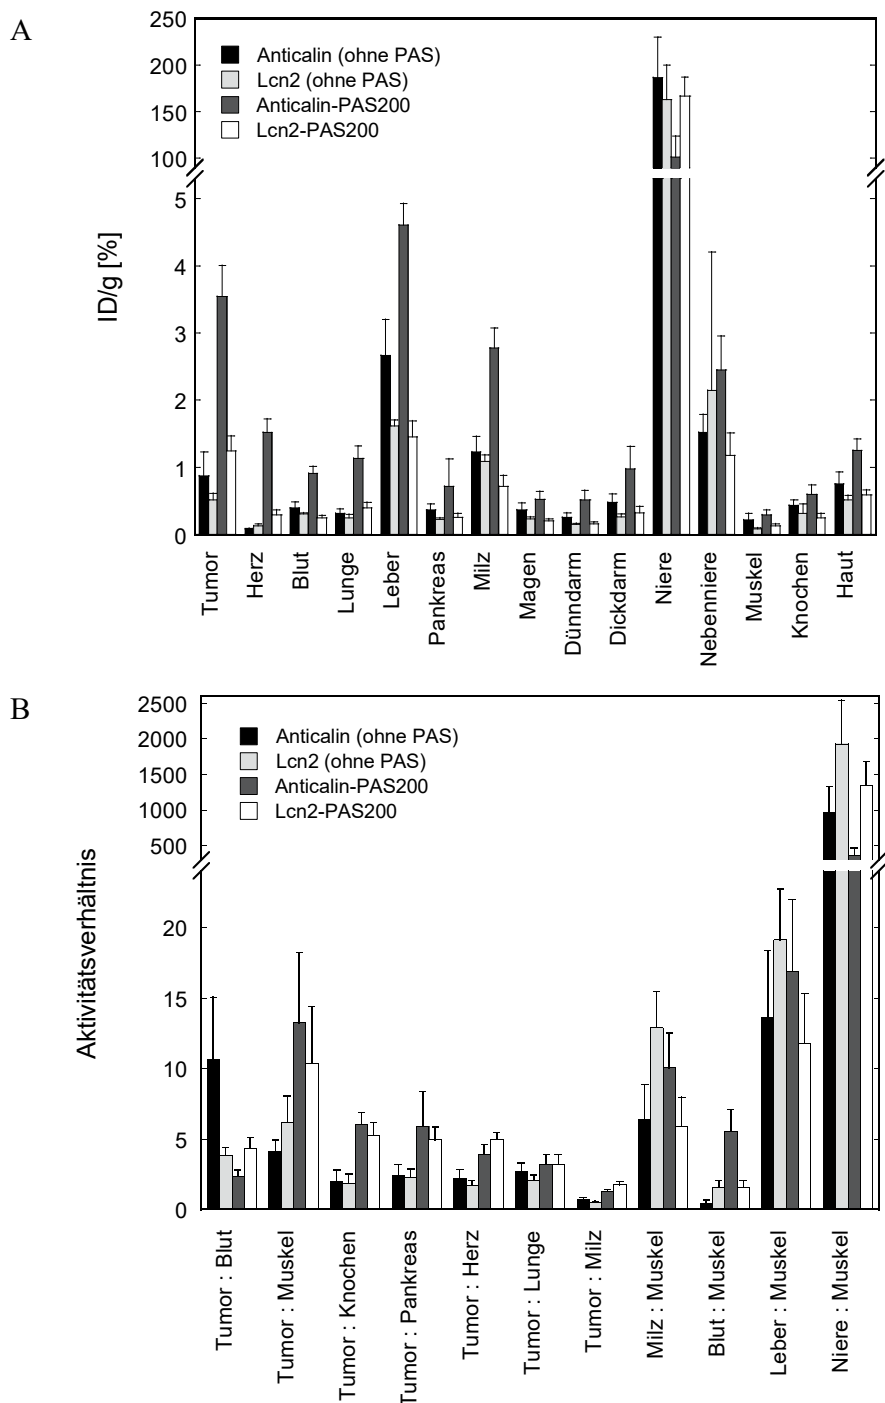 A
250
200
150
100
5
4
3
2
1
0
ID/g [%]
Anticalin (ohne PAS)
Lcn2 (ohne PAS)
Anticalin-PAS200
Lcn2-PAS200
Tumor
Herz
Blut
Lunge
Leber
Pankreas
Milz
Magen
Dünndarm
Dickdarm
Niere
Nebenniere
Muskel
Knochen
Haut
B
2500
2000
1500
1000
500
20
15
10
5
0
Aktivitätsverhältnis
Anticalin (ohne PAS)
Lcn2 (ohne PAS)
Anticalin-PAS200
Lcn2-PAS200
Tumor : Blut
Tumor : Muskel
Tumor : Knochen
Tumor : Pankreas
Tumor : Herz
Tumor : Lunge
Tumor : Milz
Milz : Muskel
Blut : Muskel
Leber : Muskel
Niere : Muskel